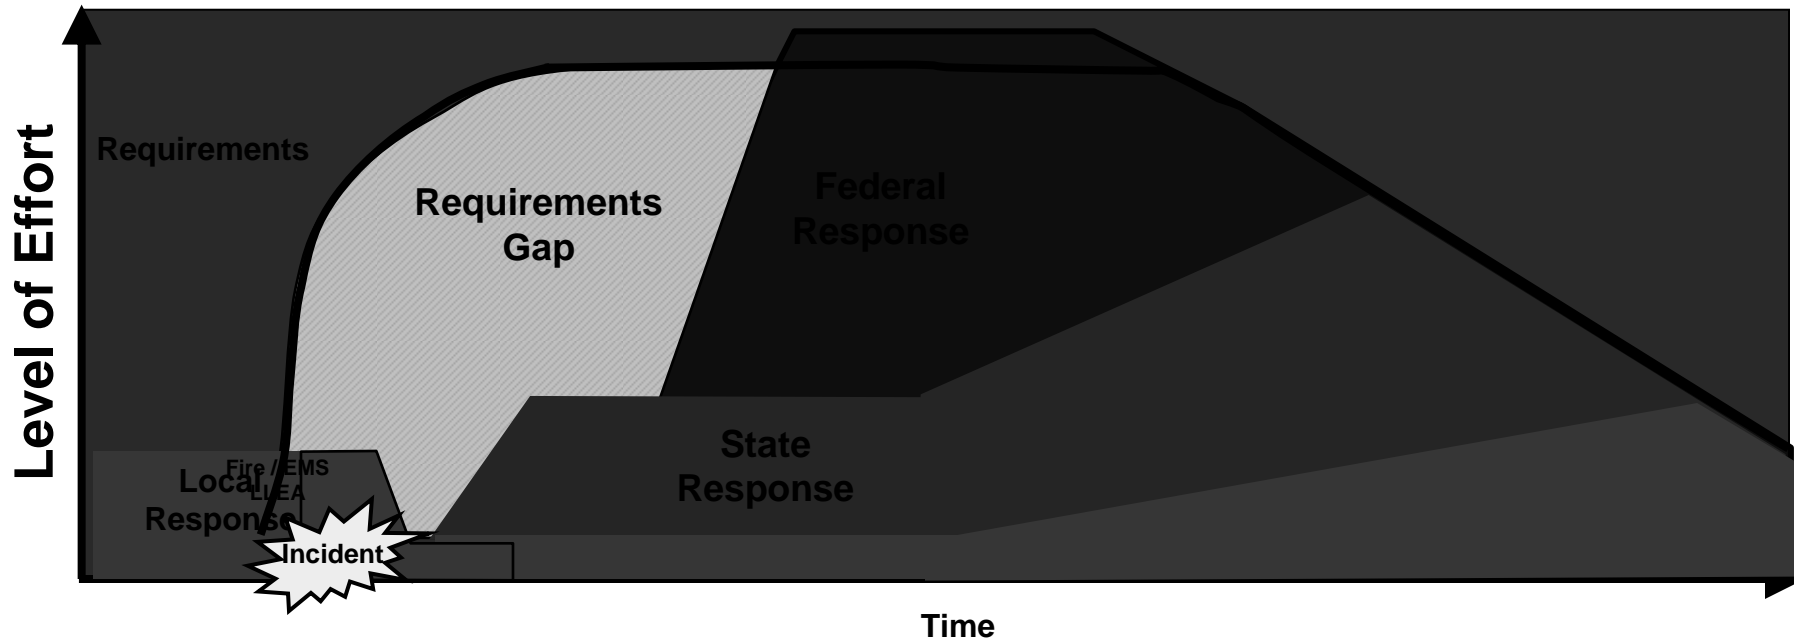 Level of Effort
Requirements
Requirements
Gap
Federal
Response
State
Response
Fire / EMS
LLEA
Local
Response
Incident
Time